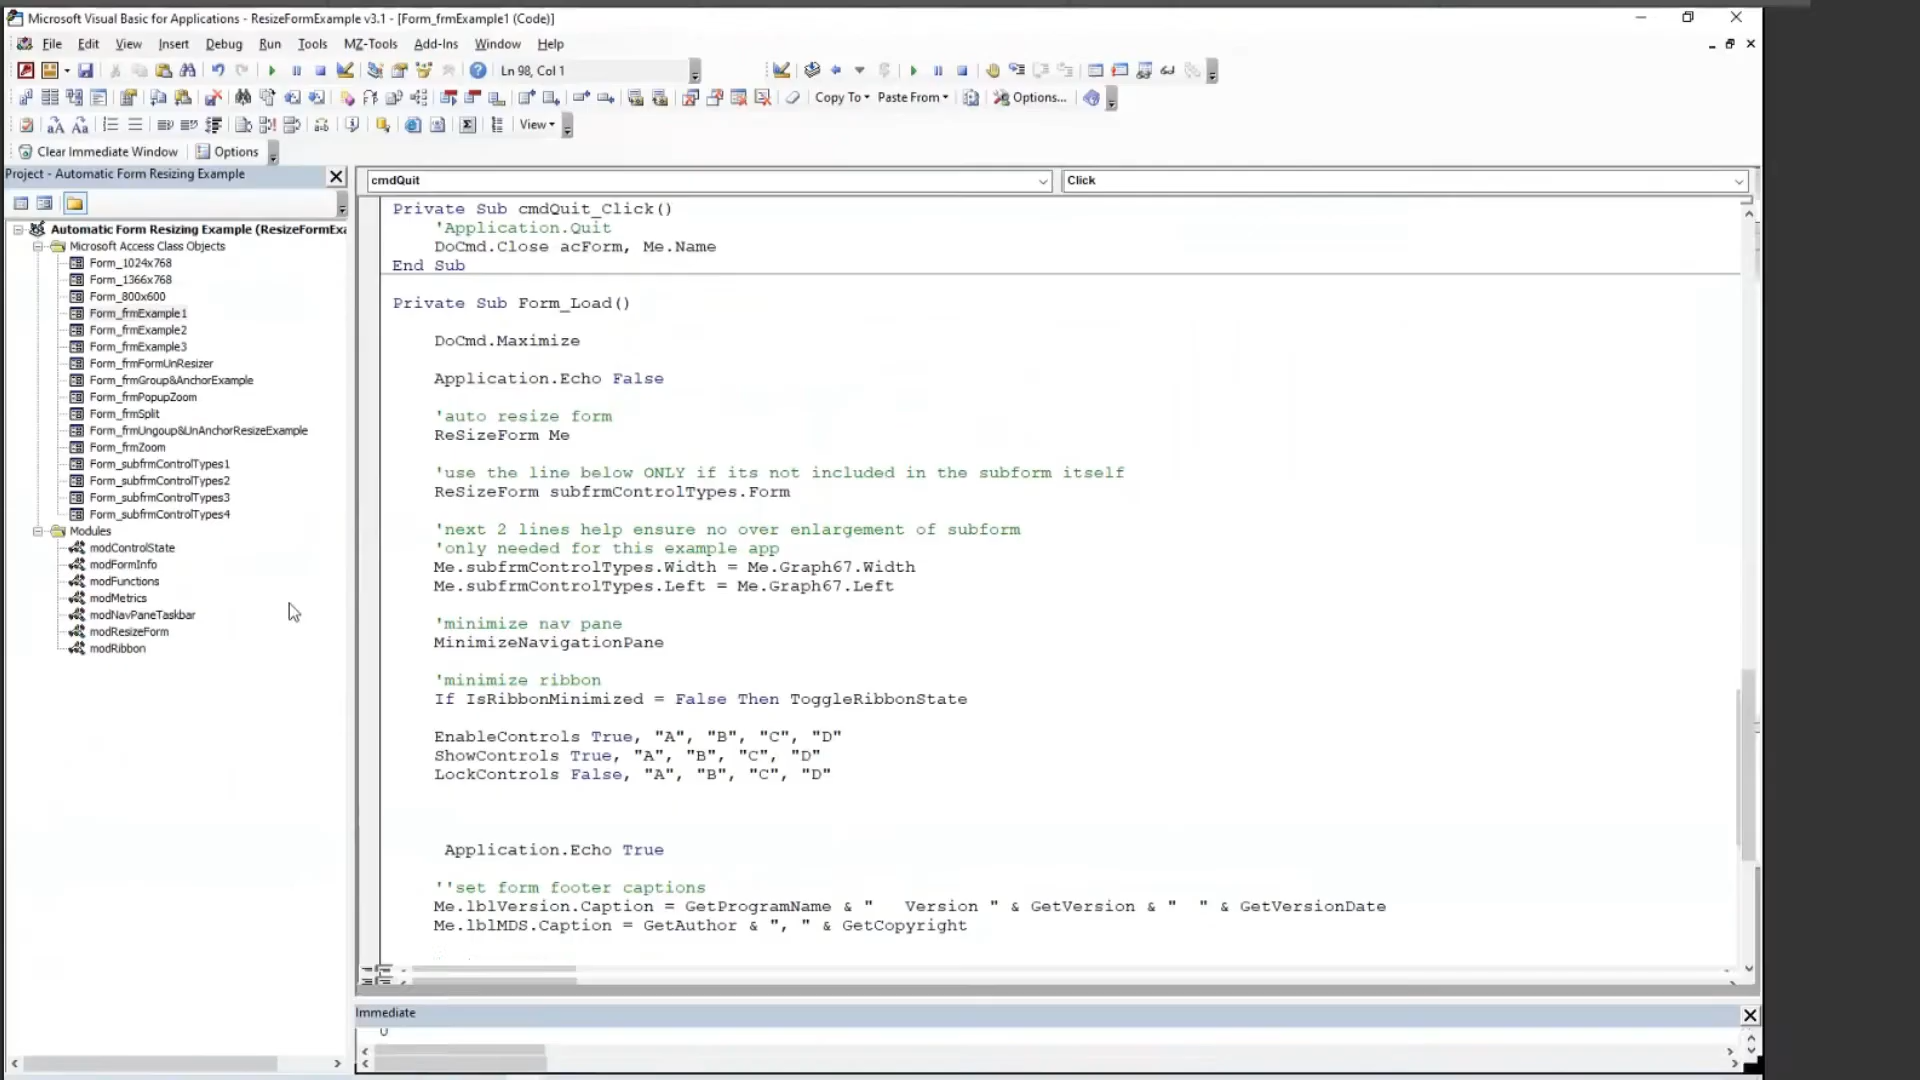 Microsoft Visual Basic for Applications - ResizeFormExample v3.1 - [Form_frmExample1 (Code)]
File Edit View Insert Debug Run Tools MZ-Tools Add-Ins Window Help
Ln 98, Col 1
Copy To Paste From Options...
View
Clear Immediate Window Options
Project - Automatic Form Resizing Example
Automatic Form Resizing Example (ResizeFormExa
Microsoft Access Class Objects
Form_1024x768
Form_1366x768
Form_800x600
Form_frmExample1
Form_frmExample2
Form_frmExample3
Form_frmFormUnResizer
Form_frmGroup&AnchorExample
Form_frmPopupZoom
Form_frmSplit
Form_frmUngoup&UnAnchorResizeExample
Form_frmZoom
Form_subfrmControlTypes1
Form_subfrmControlTypes2
Form_subfrmControlTypes3
Form_subfrmControlTypes4
Modules
modControlState
modFormInfo
modFunctions
modMetrics
modNavPaneTaskbar
modResizeForm
modRibbon
cmdQuit
Click
Private Sub cmdQuit_Click()
'Application.Quit
DoCmd.Close acForm, Me.Name
End Sub
Private Sub Form_Load()
DoCmd.Maximize
Application.Echo False
'auto resize form
ReSizeForm Me
'use the line below ONLY if its not included in the subform itself
ReSizeForm subfrmControlTypes.Form
'next 2 lines help ensure no over enlargement of subform
'only needed for this example app
Me.subfrmControlTypes.Width = Me.Graph67.Width
Me.subfrmControlTypes.Left = Me.Graph67.Left
'minimize nav pane
MinimizeNavigationPane
'minimize ribbon
If IsRibbonMinimized = False Then ToggleRibbonState
EnableControls True, "A", "B", "C", "D"
ShowControls True, "A", "B", "C", "D"
LockControls False, "A", "B", "C", "D"
Application.Echo True
''set form footer captions
Me.lblVersion.Caption = GetProgramName & "   Version " & GetVersion & "  " & GetVersionDate
Me.lblMDS.Caption = GetAuthor & ", " & GetCopyright
Immediate